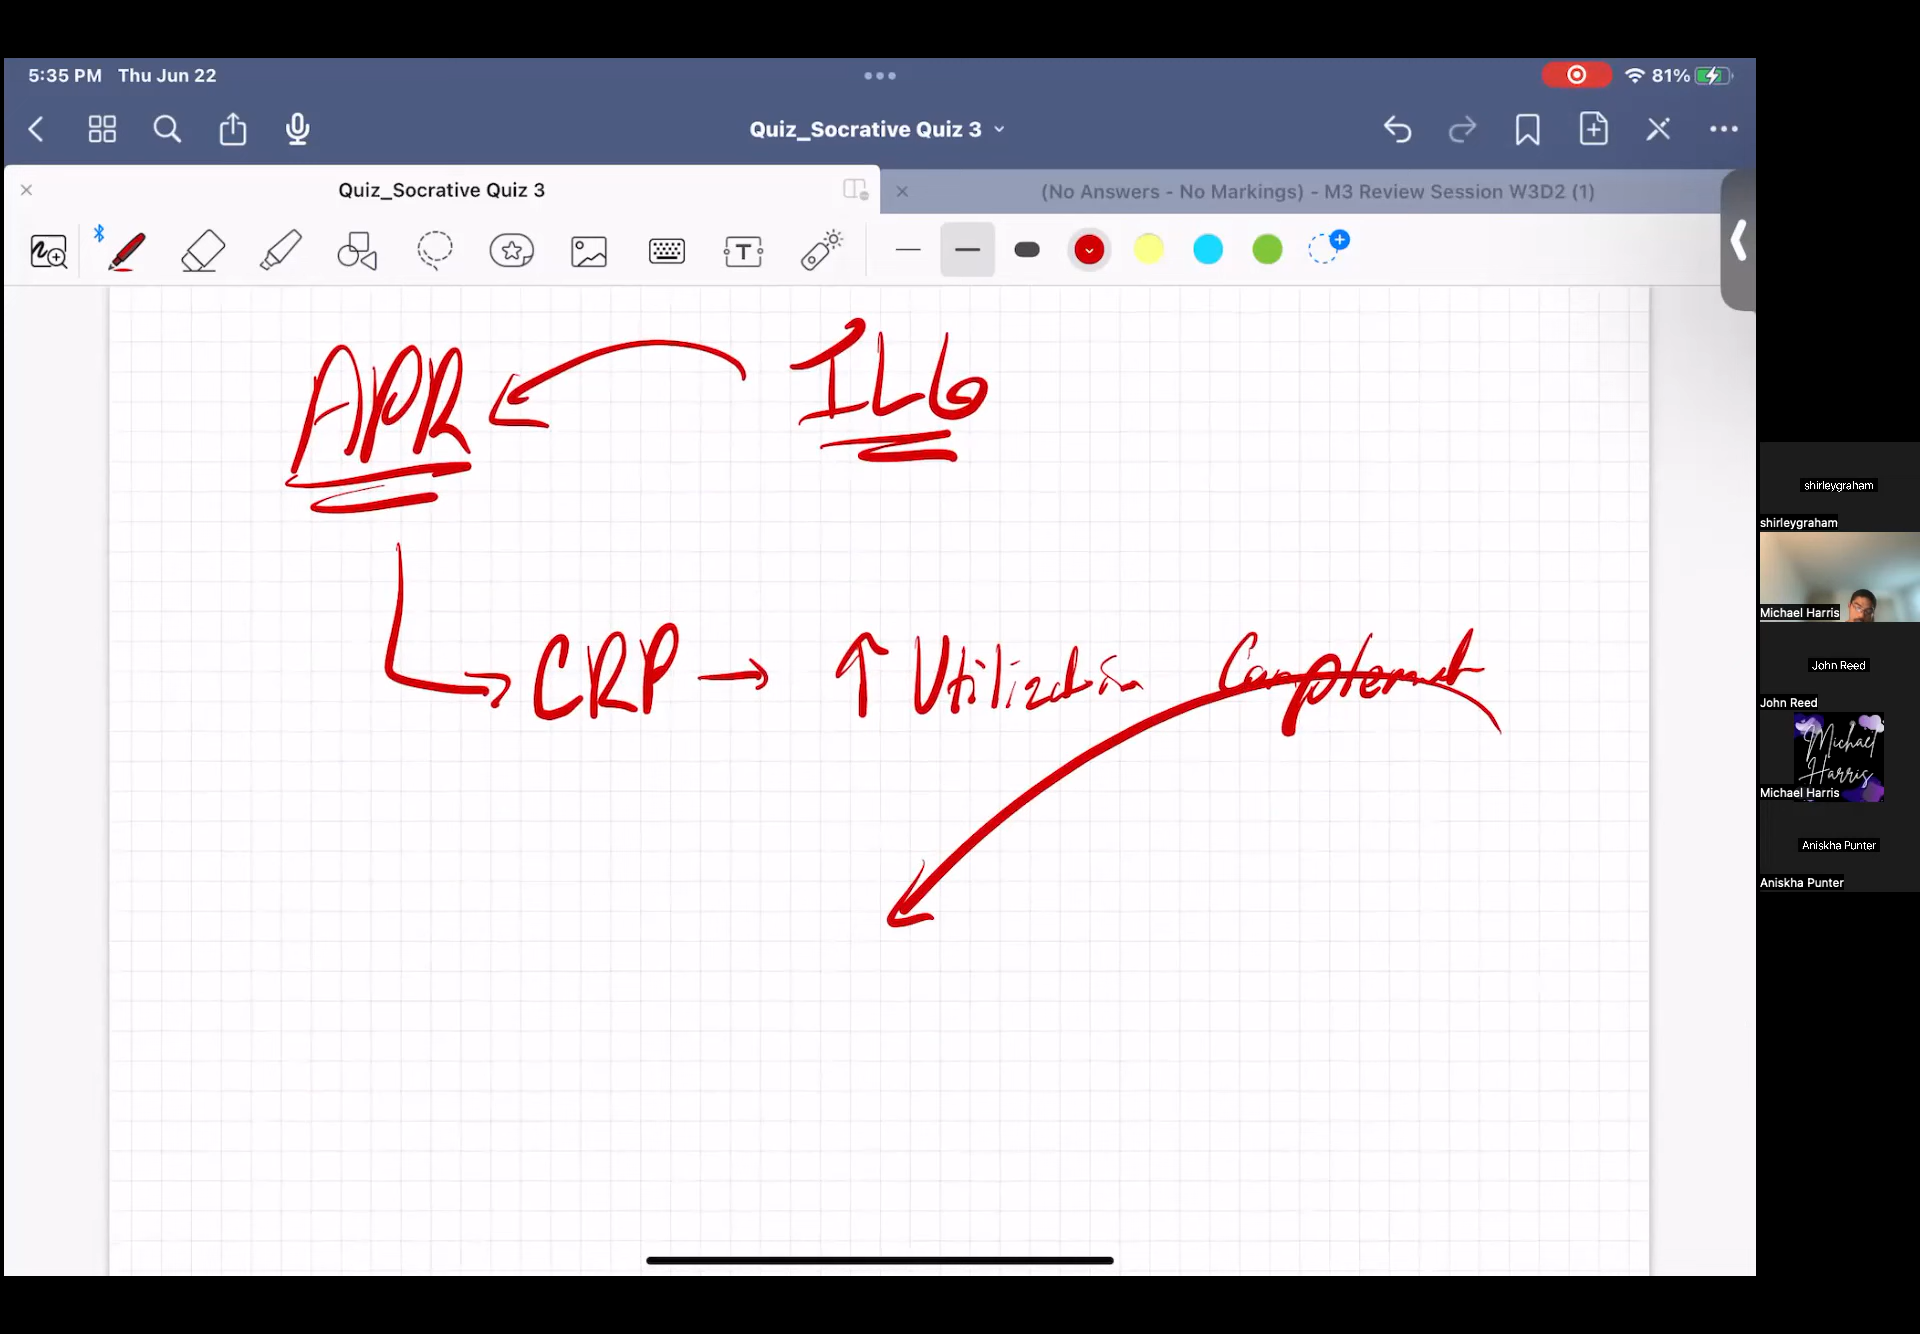 5:35 PM Thu Jun 22
81%
Quiz_Socrative Quiz 3
Quiz_Socrative Quiz 3
(No Answers - No Markings) - M3 Review Session W3D2 (1)
T
APR IL6
CRP → ↑ Utilization Complement
shirleygraham
shirleygraham
Michael Harris
John Reed
John Reed
Michael
Harris
Michael Harris
Aniskha Punter
Aniskha Punter